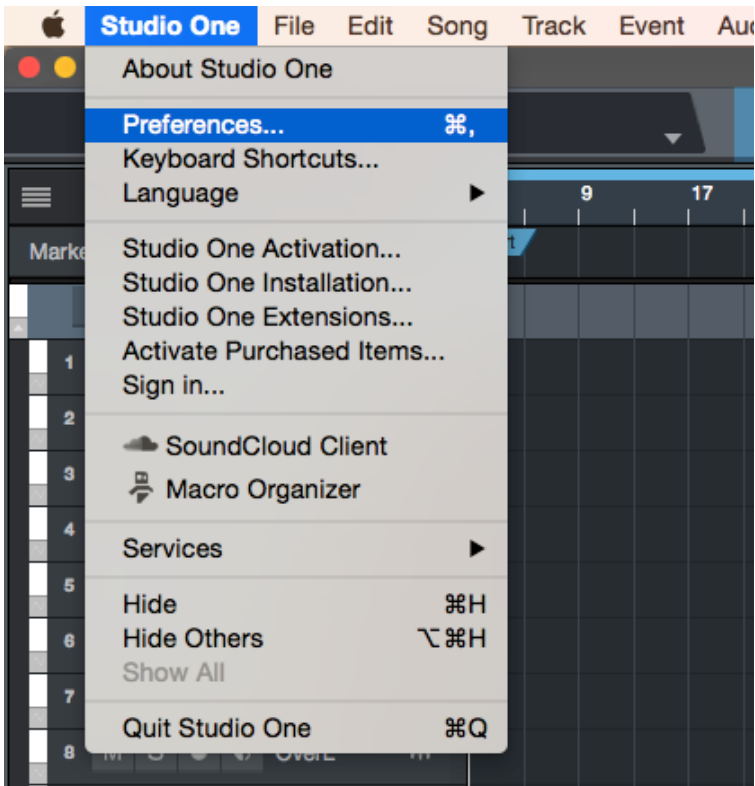 Studio One File Edit Song Track Event
About Studio One
Preferences... ⌘,
Keyboard Shortcuts...
Language
9 17
Studio One Activation...
Studio One Installation...
Studio One Extensions...
Activate Purchased Items...
1
Sign in...
2
SoundCloud Client
3
Macro Organizer
4
Services
5
Hide ⌘H
6
Hide Others ⌥⌘H
Show All
7
Quit Studio One ⌘Q
8